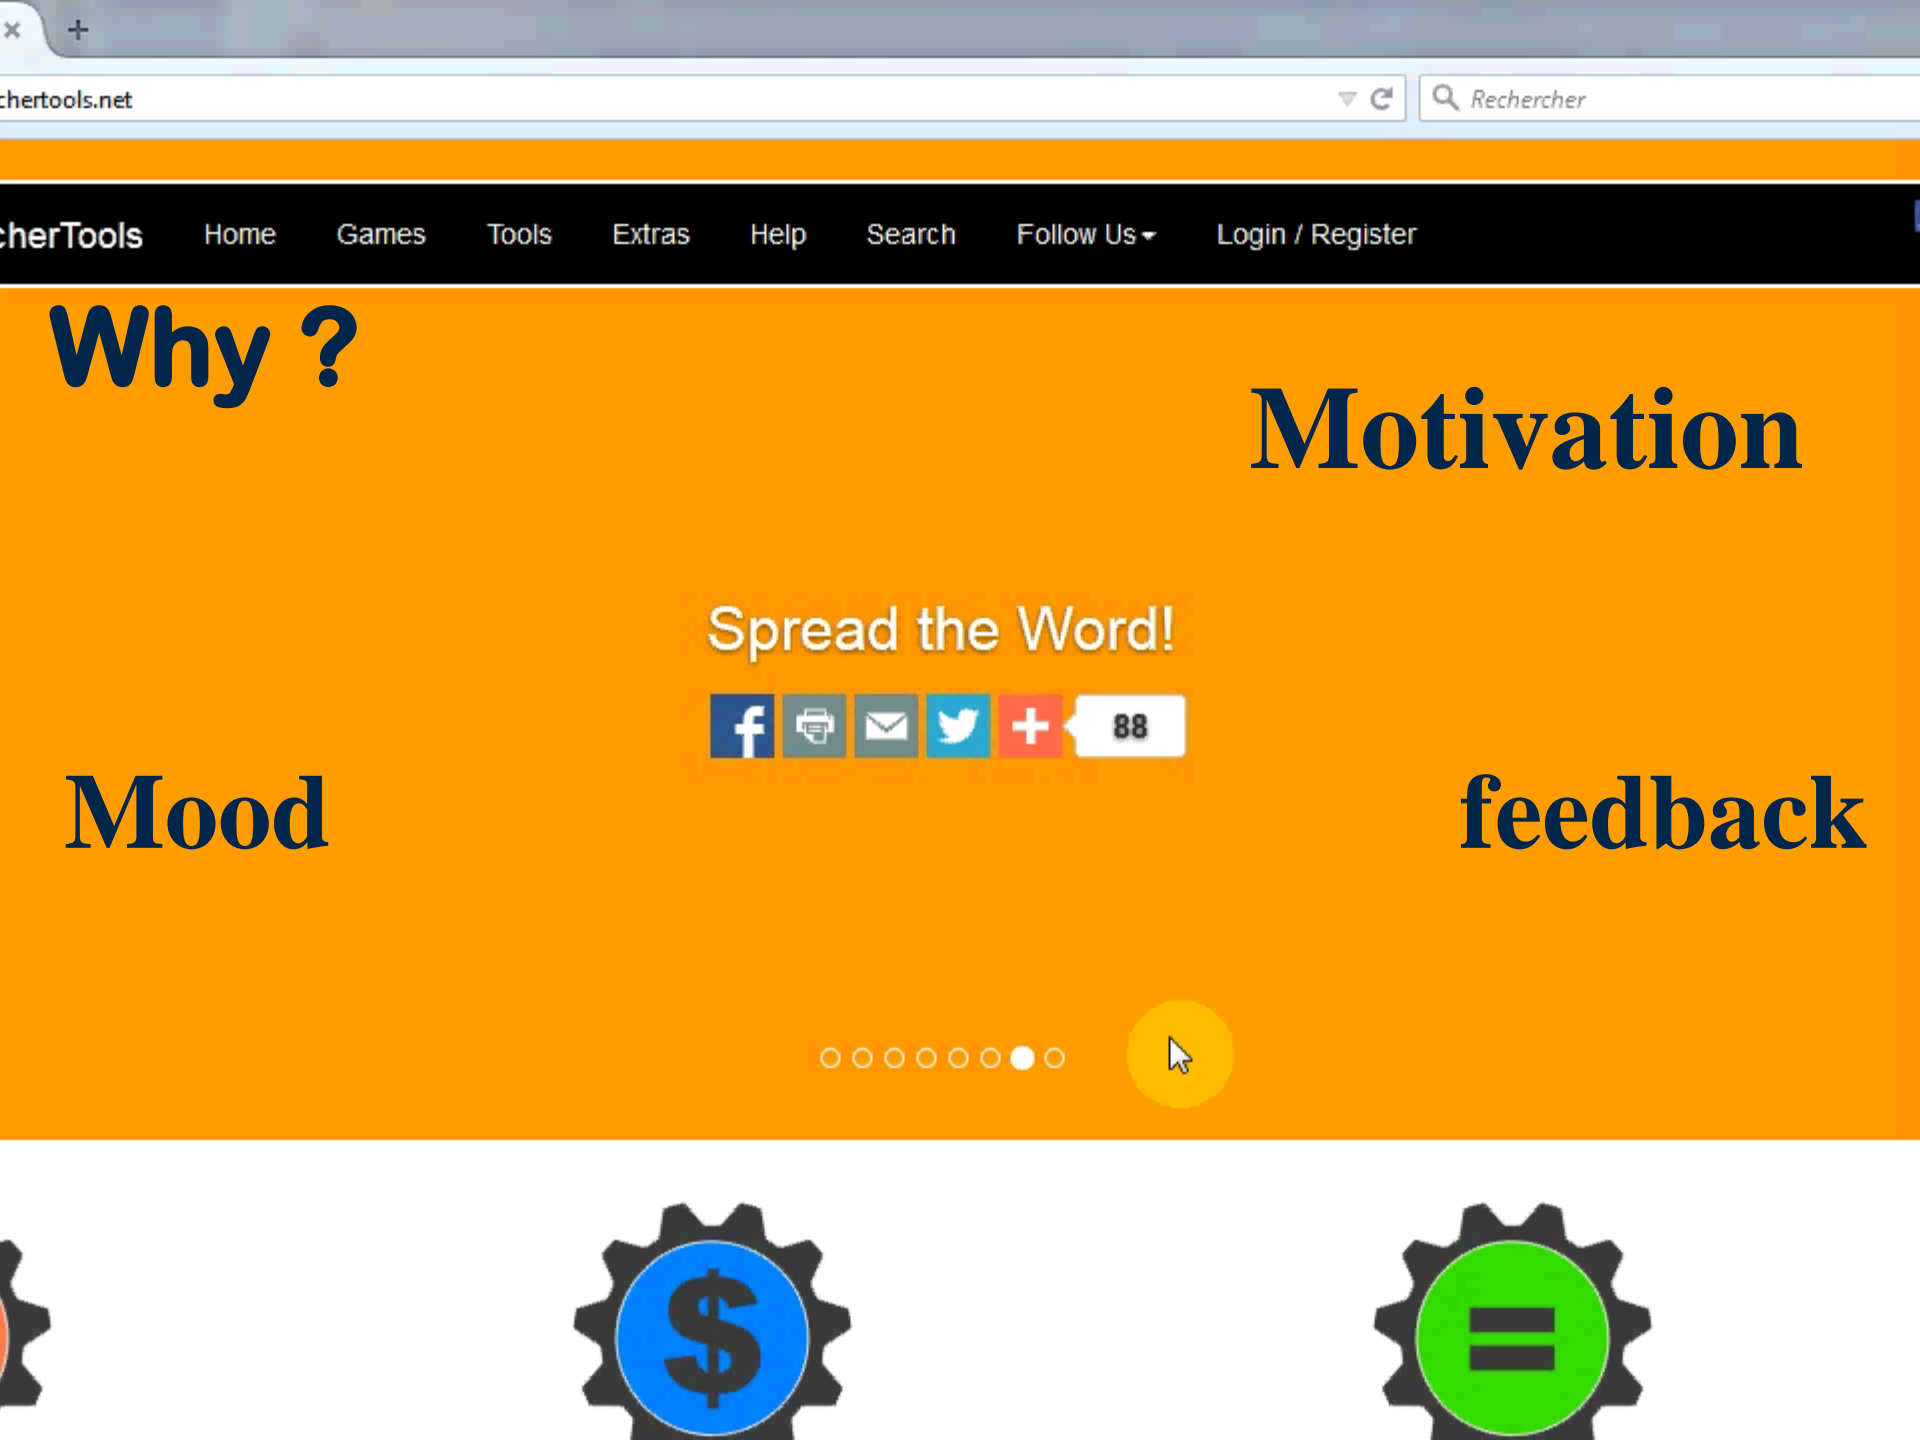 chertools.net
Rechercher
cherTools Home Games Tools Extras Help Search Follow Us Login / Register
Why ?
Motivation
Spread the Word!
88
Mood
feedback
$
=